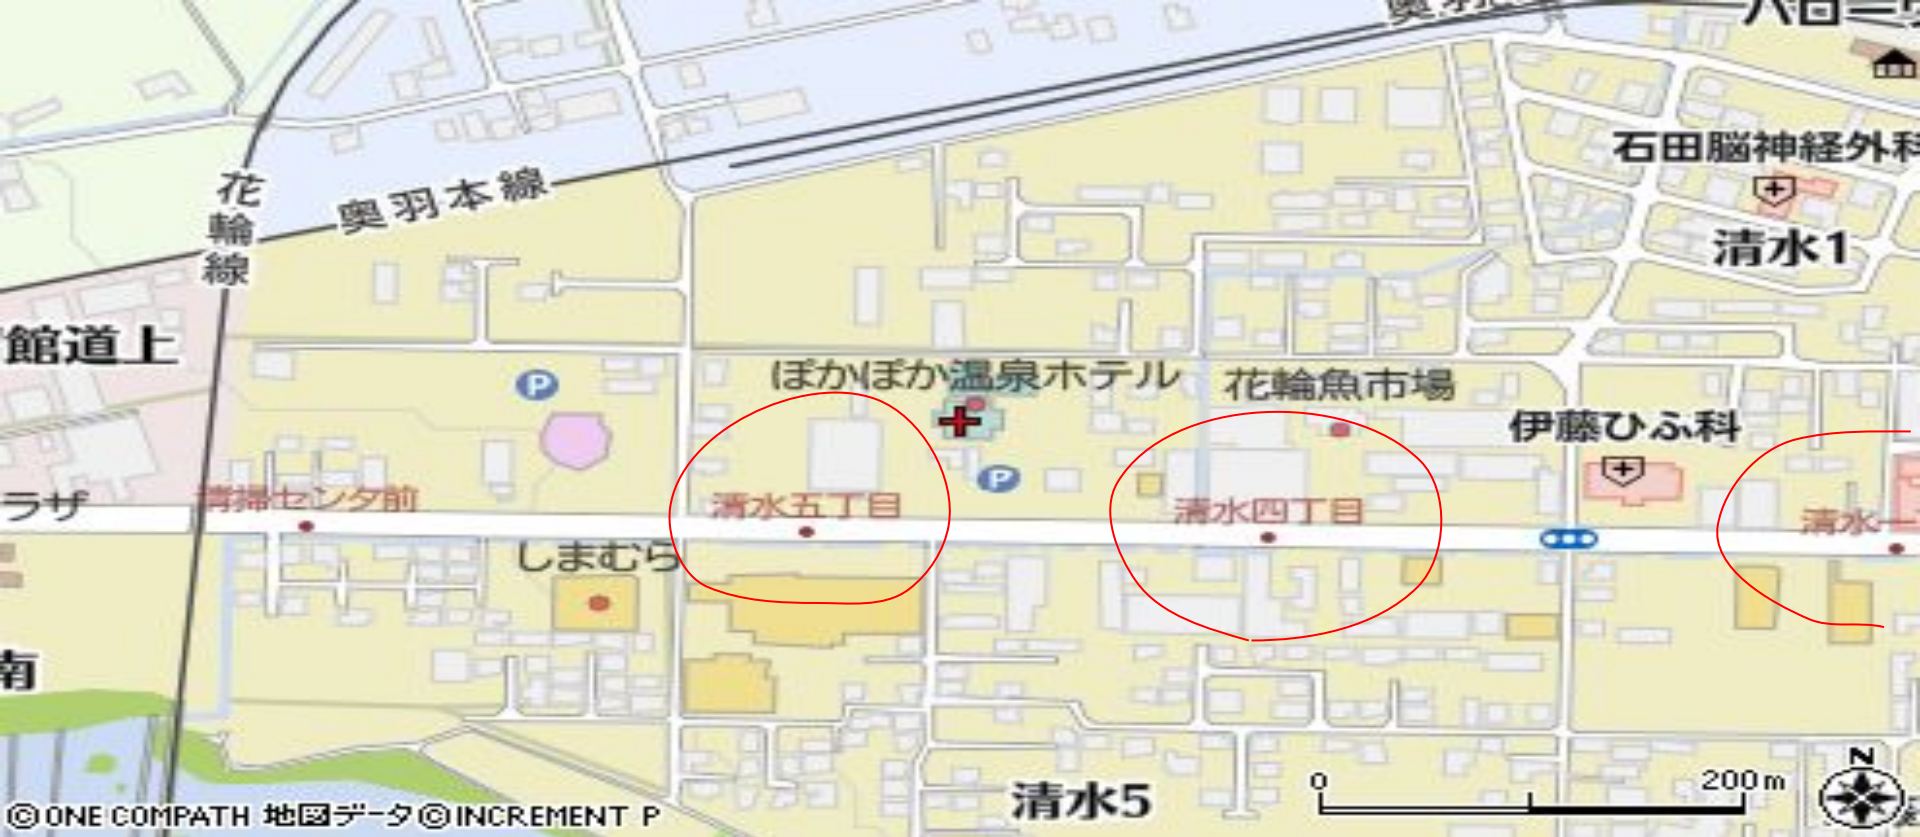 奥羽本線
花輪線
石田脳神経外科
清水1
館道上
ぽかぽか温泉ホテル
花輪魚市場
伊藤ひふ科
P
P
ラザ
清掃センタ前
清水五丁目
清水四丁目
清水一
しまむら
南
清水5
0
200m
N
©ONE COMPATH 地図データ©INCREMENT P